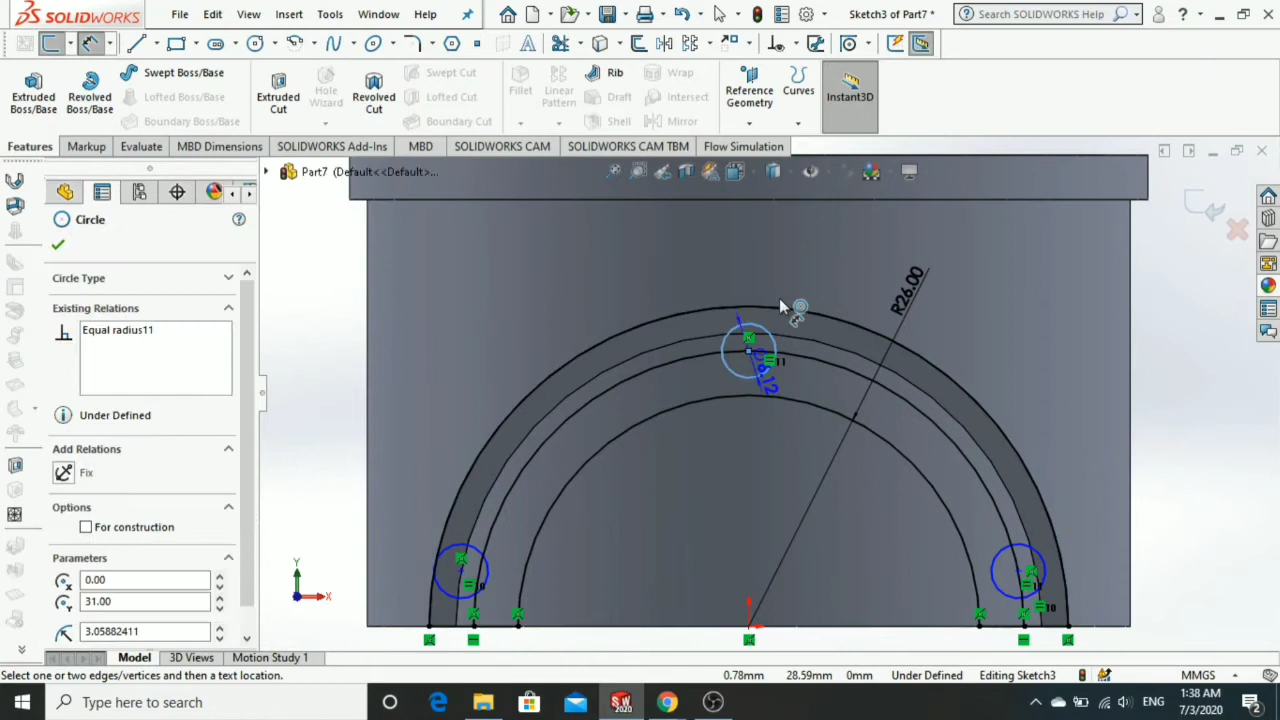 SOLIDWORKS File Edit View Insert Tools Window Help Sketch3 of Part7 * Search SOLIDWORKS Help
Extruded Boss/Base
Revolved Boss/Base
Swept Boss/Base
Lofted Boss/Base
Boundary Boss/Base
Extruded Cut
Hole Wizard
Revolved Cut
Swept Cut
Lofted Cut
Boundary Cut
Fillet
Linear Pattern
Rib
Draft
Shell
Wrap
Intersect
Mirror
Reference Geometry
Curves
Instant3D
Features Markup Evaluate MBD Dimensions SOLIDWORKS Add-Ins MBD SOLIDWORKS CAM SOLIDWORKS CAM TBM Flow Simulation
Part7 (Default<<Default>...
Circle
Circle Type
Existing Relations
Equal radius11
Under Defined
Add Relations
Fix
Options
For construction
Parameters
0.00
31.00
3.05882411
R26.00
6.12
11
10
Y
X
Model 3D Views Motion Study 1
Select one or two edges/vertices and then a text location. 0.78mm 28.59mm 0mm Under Defined Editing Sketch3 MMGS
Type here to search
ENG
1:38 AM
7/3/2020